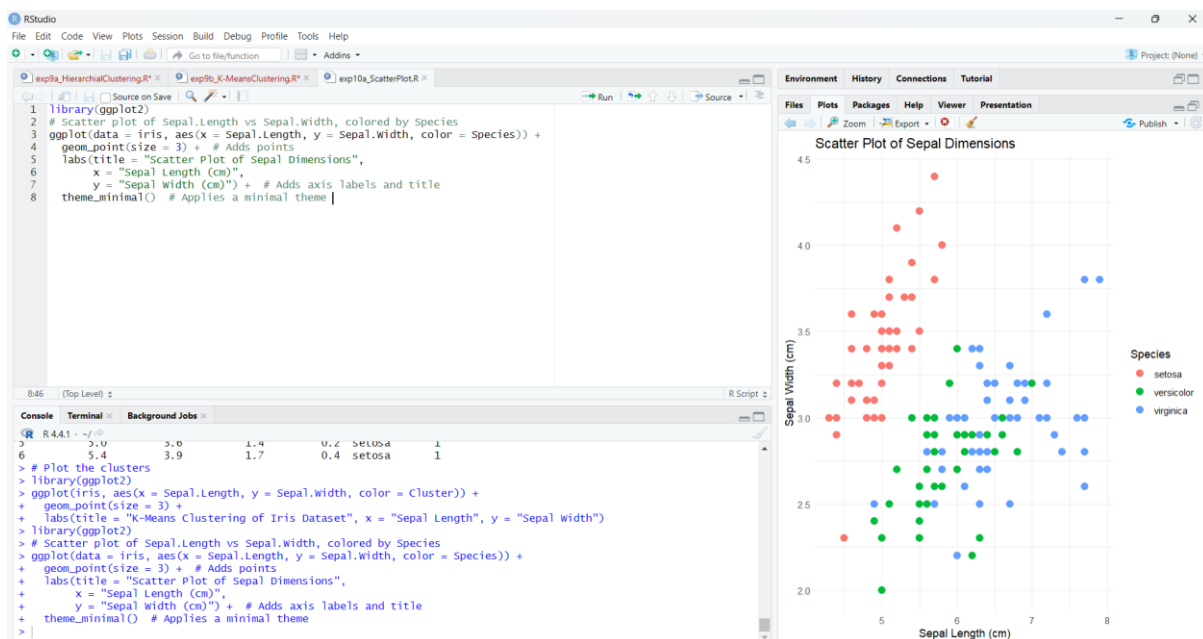 RStudio
File Edit Code View Plots Session Build Debug Profile Tools Help
Go to file/function Addins Project: (None)
exp9a_HierarchialClustering.R* exp9b_K-MeansClustering.R* exp10a_ScatterPlot.R
Source on Save Run Source
1 library(ggplot2)
2 # Scatter plot of Sepal.Length vs Sepal.Width, colored by Species
3 ggplot(data = iris, aes(x = Sepal.Length, y = Sepal.Width, color = Species)) +
4 geom_point(size = 3) + # Adds points
5 labs(title = "Scatter Plot of Sepal Dimensions",
6 x = "Sepal Length (cm)",
7 y = "Sepal Width (cm)") + # Adds axis labels and title
8 theme_minimal() # Applies a minimal theme
8:46 (Top Level) R Script
Console Terminal Background Jobs
R 4.4.1 · ~/
5 5.0 3.6 1.4 0.2 setosa 1
6 5.4 3.9 1.7 0.4 setosa 1
> # Plot the clusters
> library(ggplot2)
> ggplot(iris, aes(x = Sepal.Length, y = Sepal.Width, color = Cluster)) +
+ geom_point(size = 3) +
+ labs(title = "K-Means Clustering of Iris Dataset", x = "Sepal Length", y = "Sepal Width")
> library(ggplot2)
> # Scatter plot of Sepal.Length vs Sepal.Width, colored by Species
> ggplot(data = iris, aes(x = Sepal.Length, y = Sepal.Width, color = Species)) +
+ geom_point(size = 3) + # Adds points
+ labs(title = "Scatter Plot of Sepal Dimensions",
+ x = "Sepal Length (cm)",
+ y = "Sepal Width (cm)") + # Adds axis labels and title
+ theme_minimal() # Applies a minimal theme
>
Environment History Connections Tutorial
Files Plots Packages Help Viewer Presentation
Zoom Export Publish
Scatter Plot of Sepal Dimensions
4.5
4.0
3.5
3.0
2.5
2.0
Sepal Width (cm)
5 6 7 8
Sepal Length (cm)
Species
setosa
versicolor
virginica